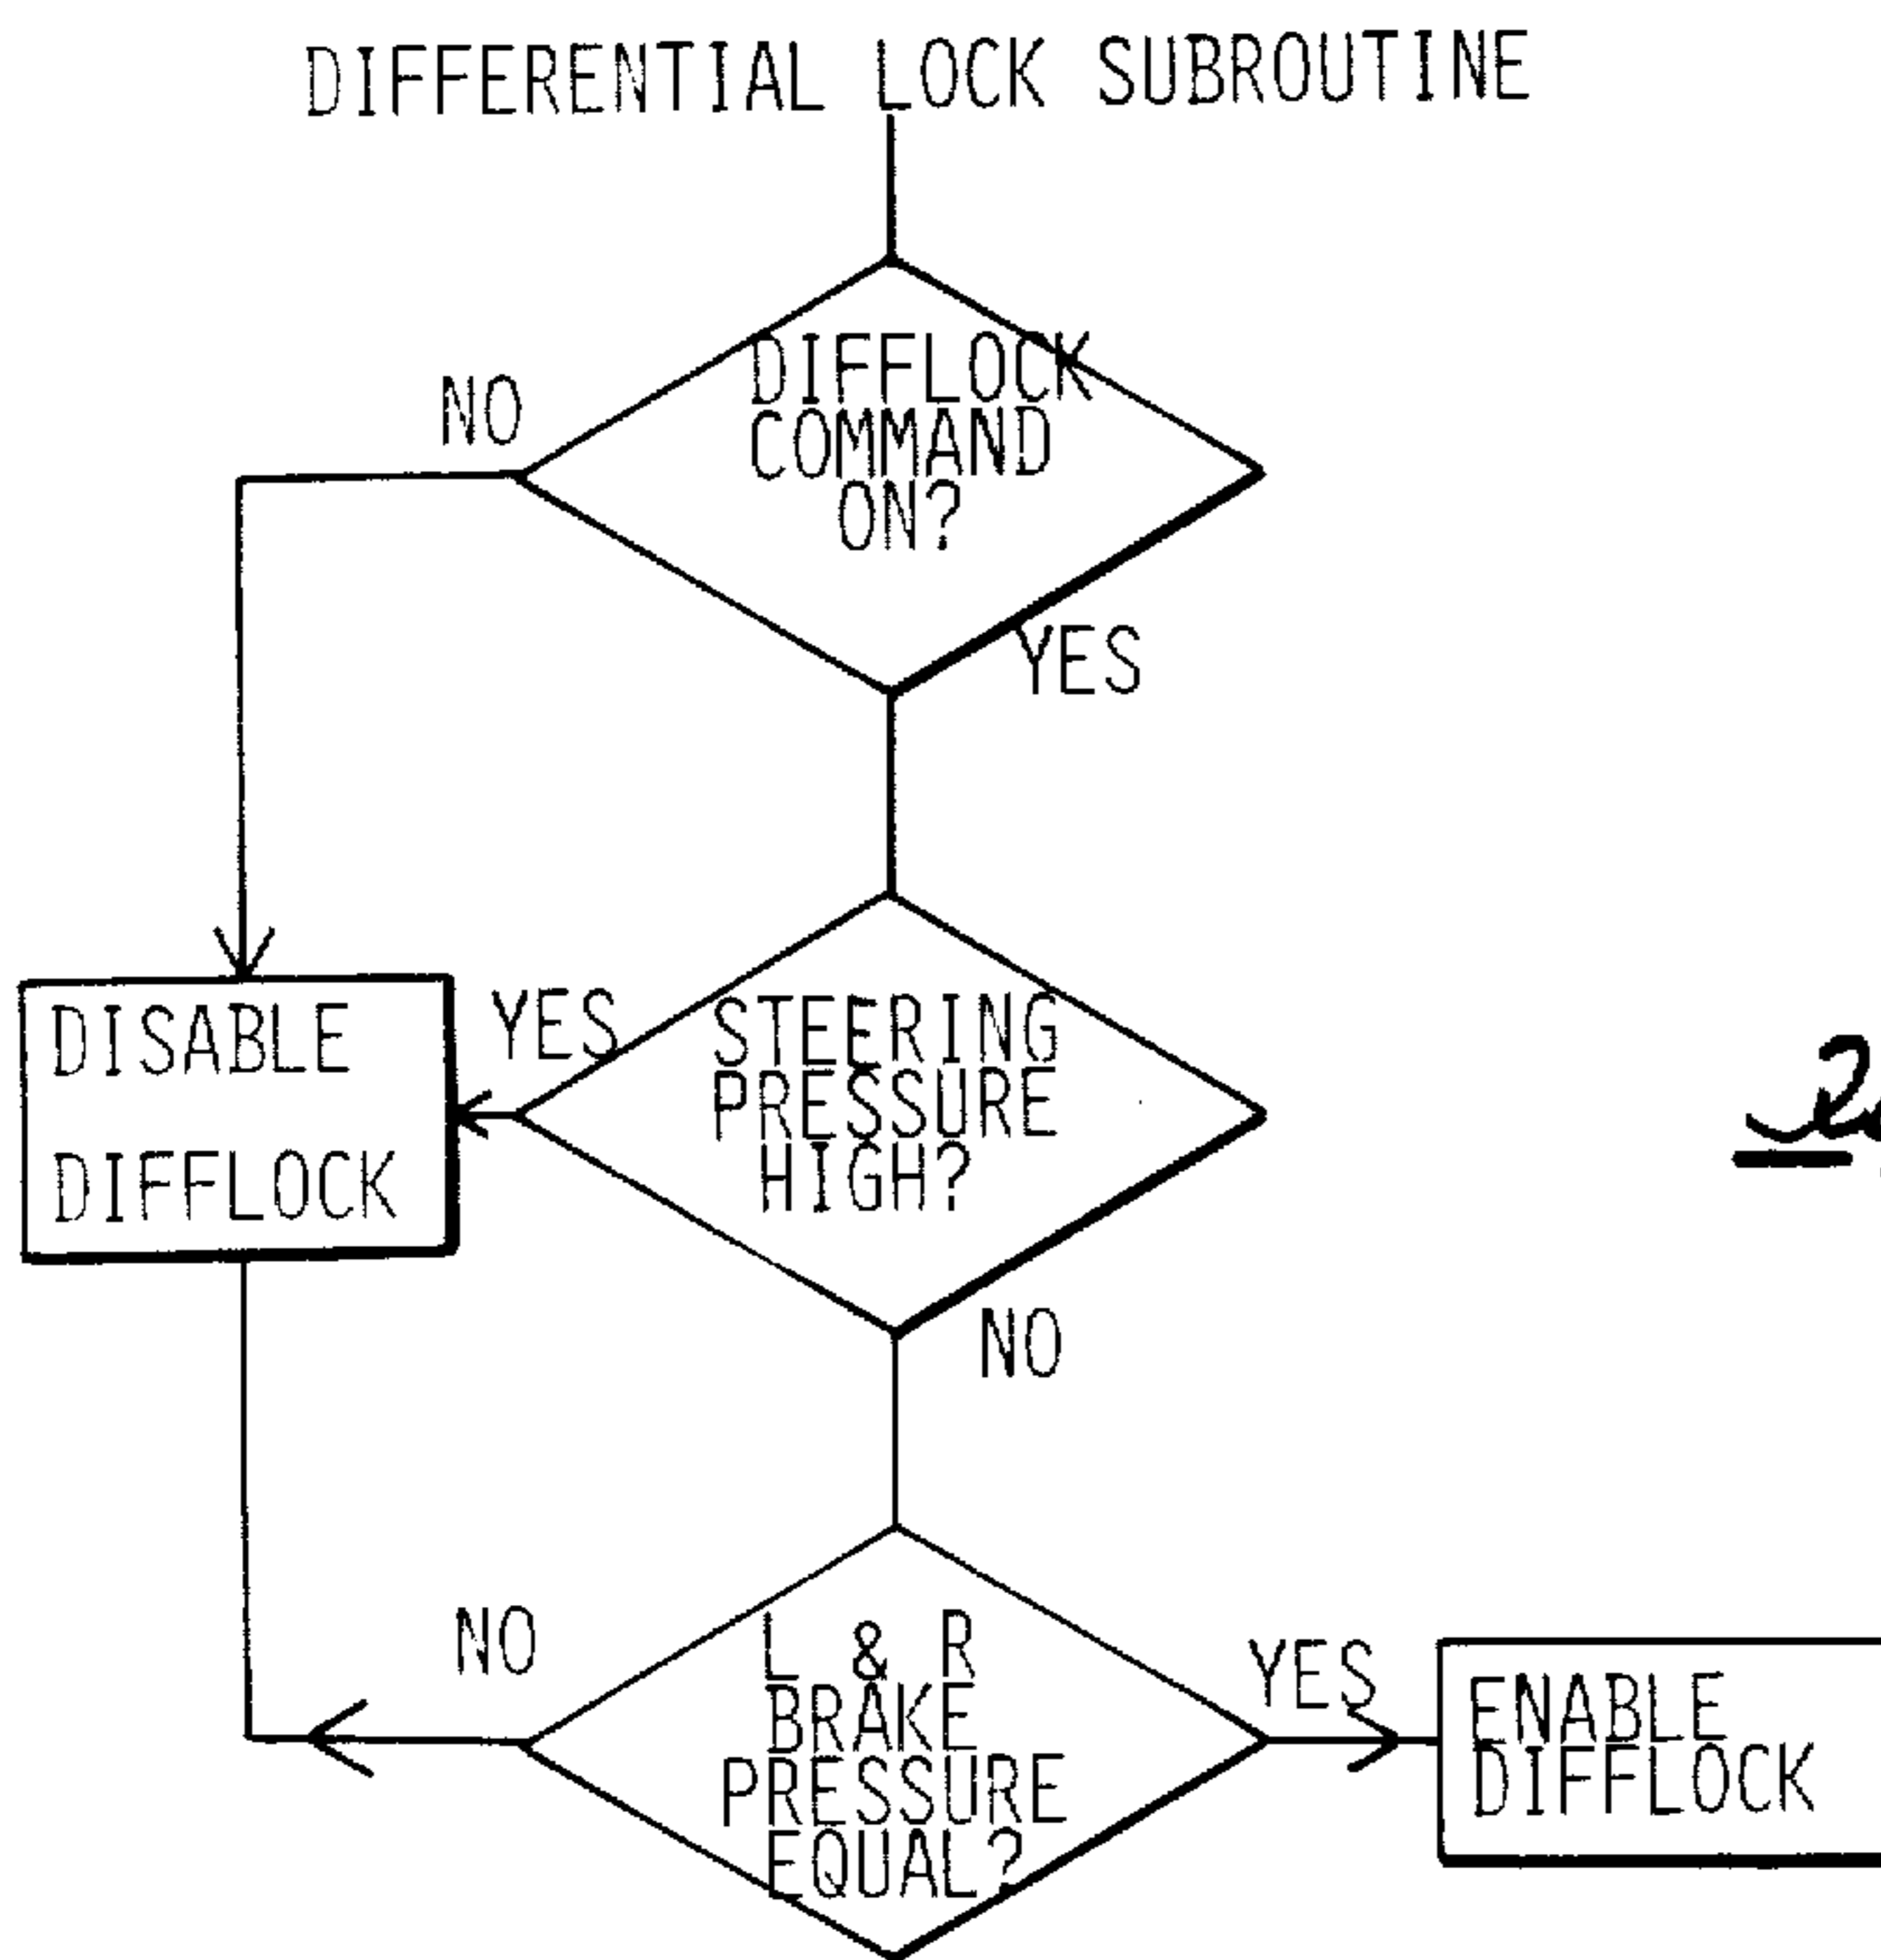 DIFFERENTIAL LOCK SUBROUTINE
DIFFLOCK
COMMAND
ON?
NO
YES
DISABLE
DIFFLOCK
YES
STEERING
PRESSURE
HIGH?
NO
NO
L & R
BRAKE
PRESSURE
EQUAL?
YES
ENABLE
DIFFLOCK